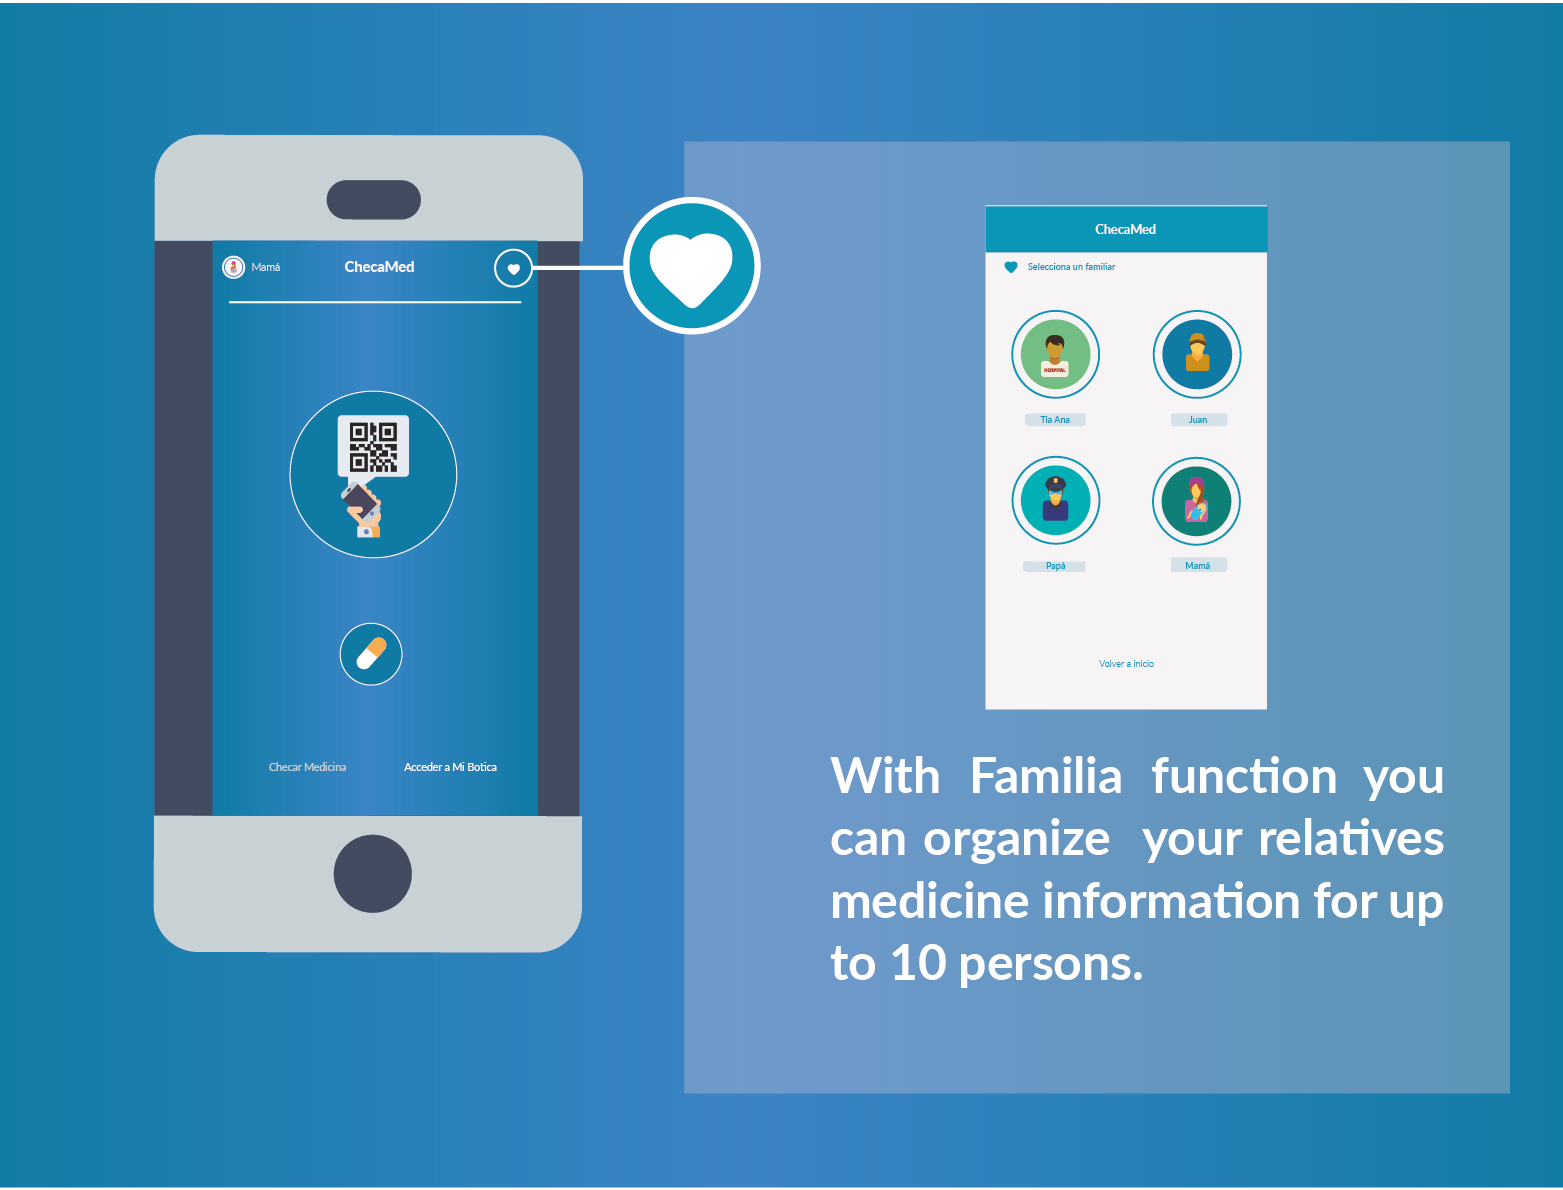 Mamá
ChecaMed
Checar Medicina
Acceder a Mi Botica
ChecaMed
Selecciona un familiar
HOSPITAL
Tía Ana
Juan
Papá
Mamá
Volver a inicio
With Familia function you
can organize your relatives
medicine information for up
to 10 persons.